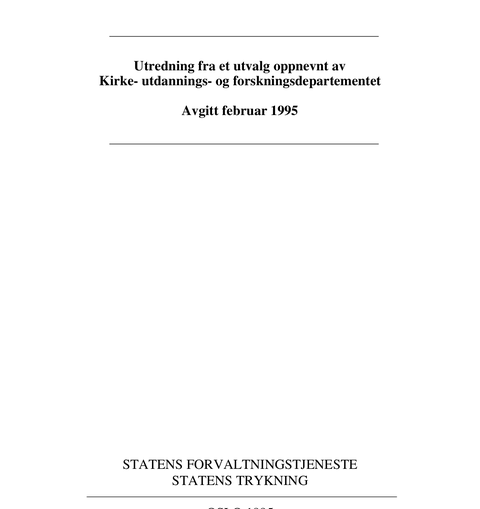 Utredning fra et utvalg oppnevnt av
Kirke- utdannings- og forskningsdepartementet
Avgitt februar 1995
STATENS FORVALTNINGSTJENESTE
STATENS TRYKNING